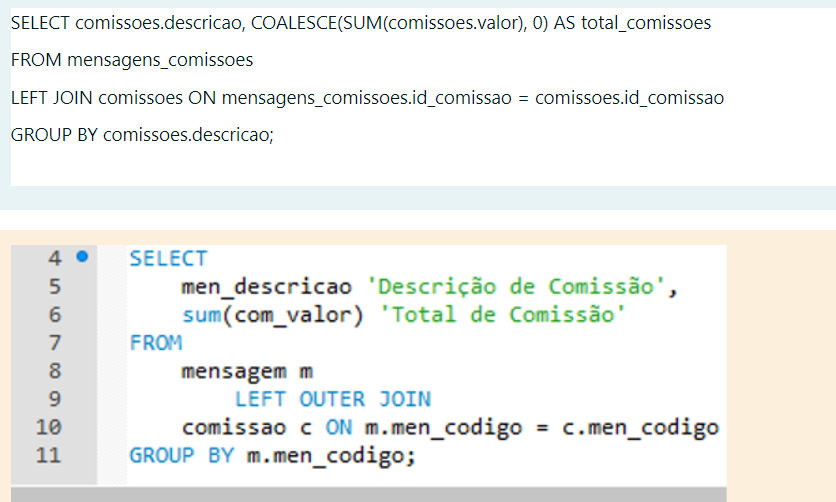 SELECT comissoes.descricao, COALESCE(SUM(comissoes.valor), 0) AS total_comissoes
FROM mensagens_comissoes
LEFT JOIN comissoes ON mensagens_comissoes.id_comissao = comissoes.id_comissao
GROUP BY comissoes.descricao;
4 SELECT
5 men_descricao 'Descrição de Comissão',
6 sum(com_valor) 'Total de Comissão'
7 FROM
8 mensagem m
9 LEFT OUTER JOIN
10 comissao c ON m.men_codigo = c.men_codigo
11 GROUP BY m.men_codigo;